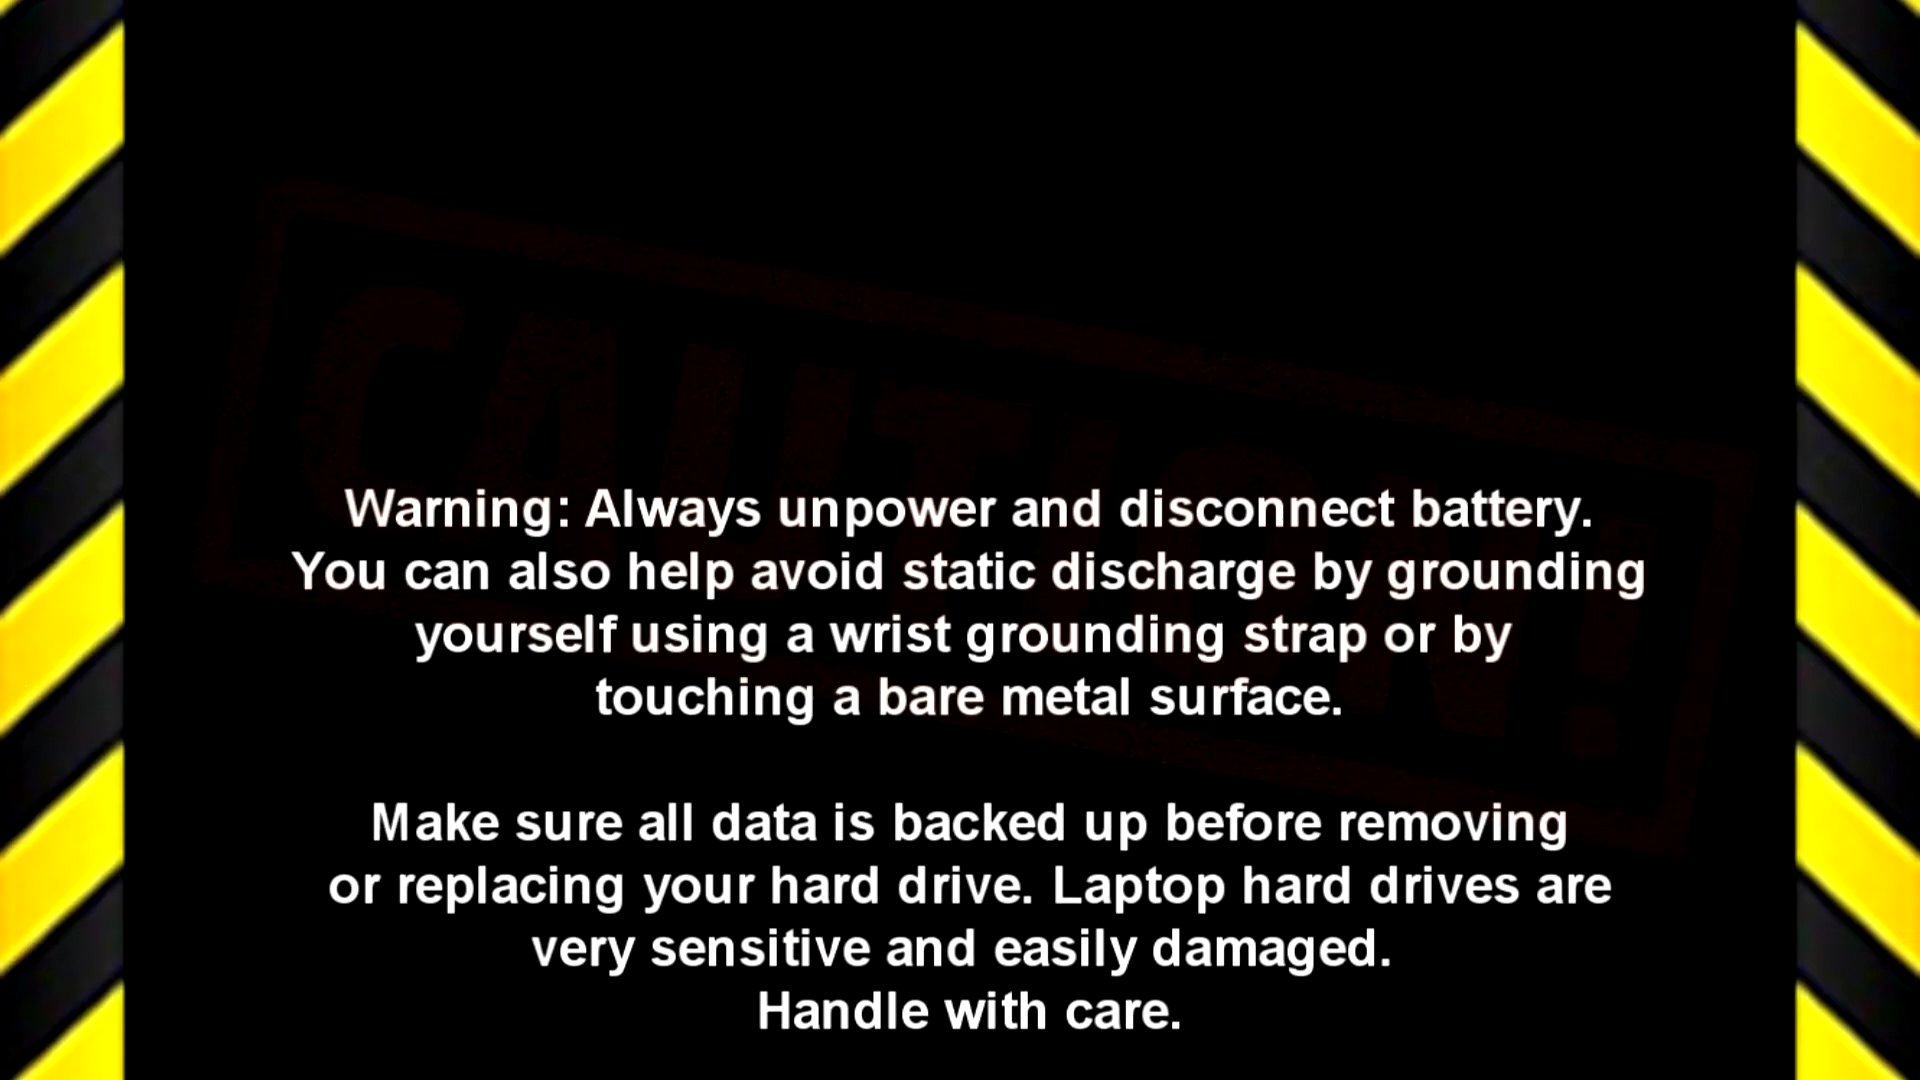 CAUTION!
Warning: Always unpower and disconnect battery.
You can also help avoid static discharge by grounding
yourself using a wrist grounding strap or by
touching a bare metal surface.
Make sure all data is backed up before removing
or replacing your hard drive. Laptop hard drives are
very sensitive and easily damaged.
Handle with care.